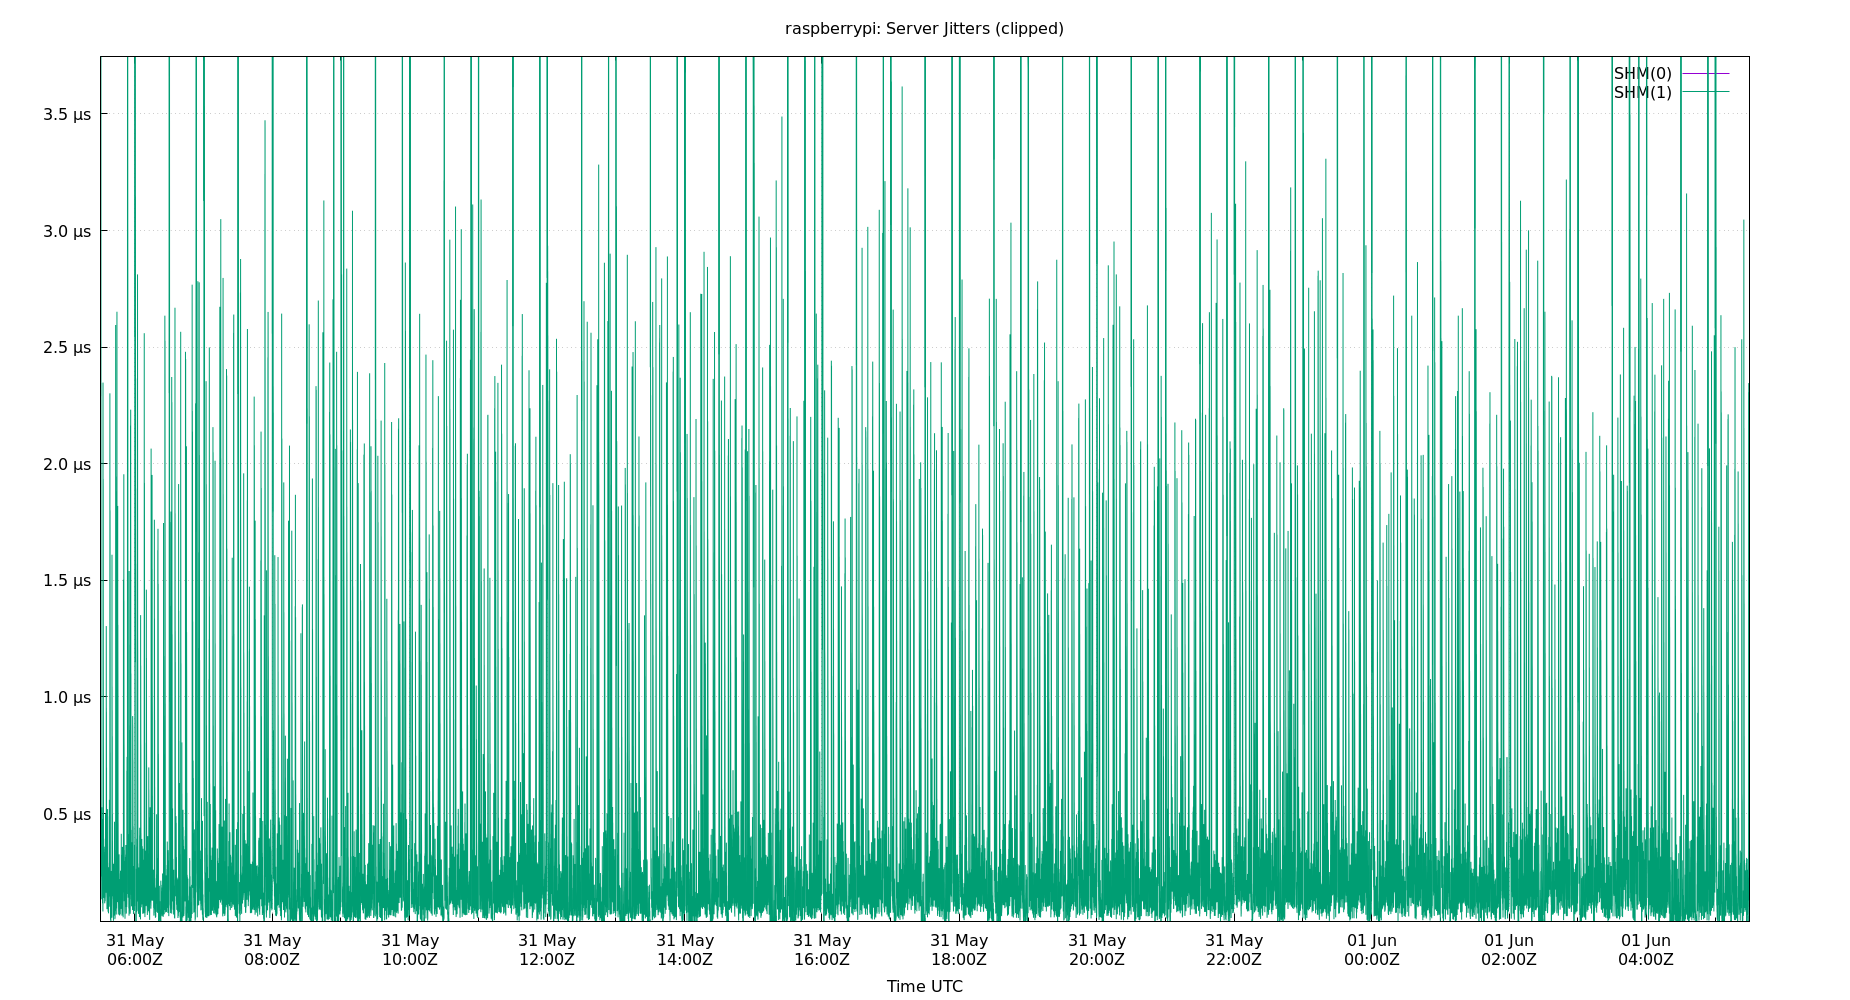 raspberrypi: Server Jitters (clipped)
SHM(0)
SHM(1)
3.5 µs
3.0 µs
2.5 µs
2.0 µs
1.5 µs
1.0 µs
0.5 µs
31 May 31 May 31 May 31 May 31 May 31 May 31 May 31 May 31 May 01 Jun 01 Jun 01 Jun
06:00Z 08:00Z 10:00Z 12:00Z 14:00Z 16:00Z 18:00Z 20:00Z 22:00Z 00:00Z 02:00Z 04:00Z
Time UTC